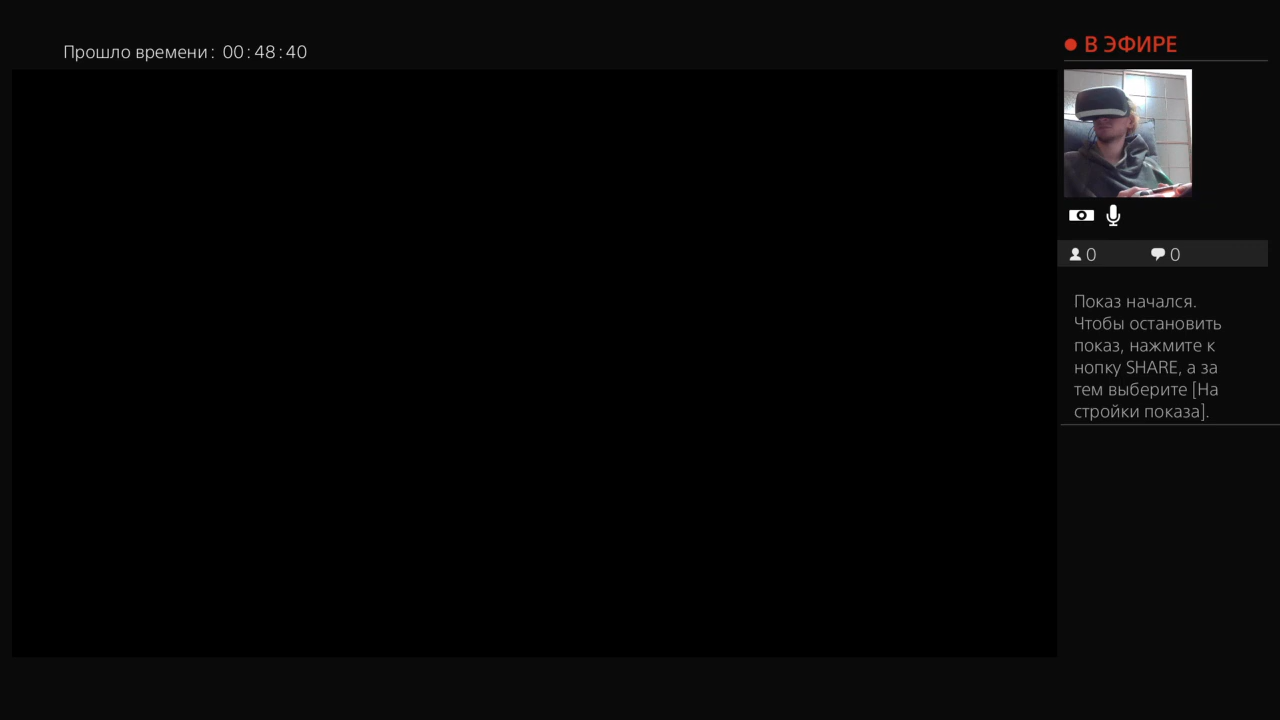 Прошло времени: 00:48:40
В ЭФИРЕ
0 0
Показ начался.
Чтобы остановить
показ, нажмите к
нопку SHARE, а за
тем выберите [На
стройки показа].